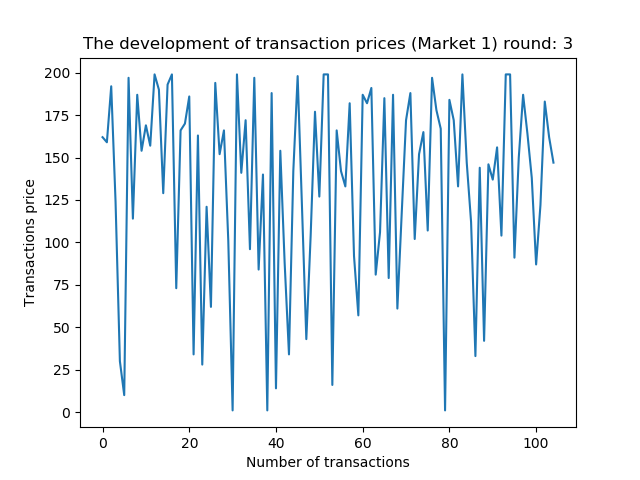 The development of transaction prices (Market 1) round: 3
200
175
150
125
100
75
50
25
0
Transactions price
0 20 40 60 80 100
Number of transactions